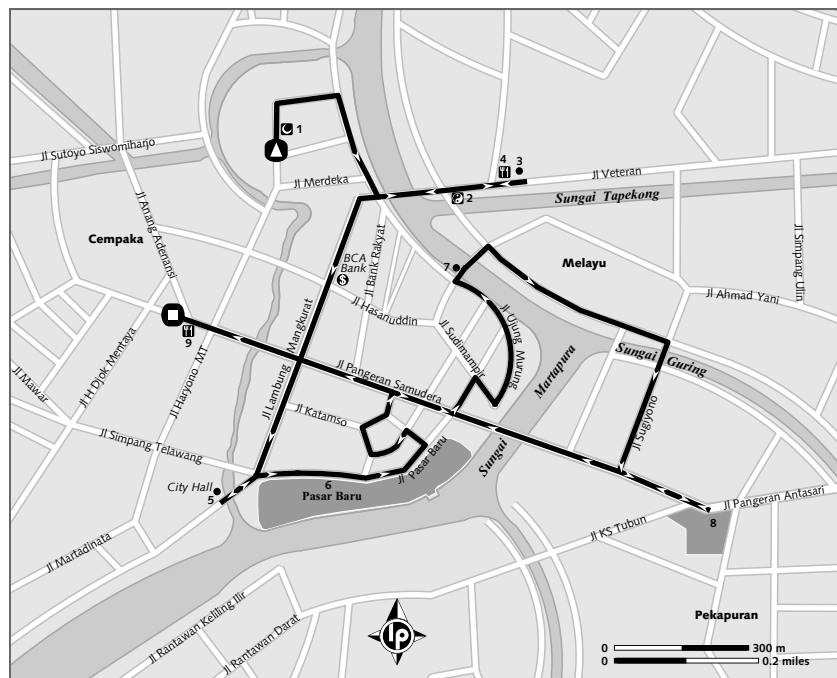 Jl Sutoyo Siswomiharjo
1
Jl Merdeka
4
3
Jl Veteran
2
Sungai Tapekong
Jl Anang Adenansi
Cempaka
Jl Bank Rakyat
BCA
Bank
$
7
Melayu
Jl Simpang Ulin
Jl Ahmad Yani
Jl Hasanuddin
Jl Lambung Mangkurat
Jl Ujung Murung
Jl Sudimampir
9
Jl Pangeran Samudera
Martapura
Sungai
Sungai Guring
Jl Mawar
Jl H Djok Mentaya
Jl Haryono MT
Jl Katamso
Jl Sugiyono
Jl Simpang Telawang
Jl Pasar Baru
City Hall
5
6
Pasar Baru
8
Jl Pangeran Antasari
Jl KS Tubun
Jl Martadinata
Jl Rantawan Keliling Ilir
Jl Rantawan Darat
lp
Pekapuran
0 300 m
0 0.2 miles